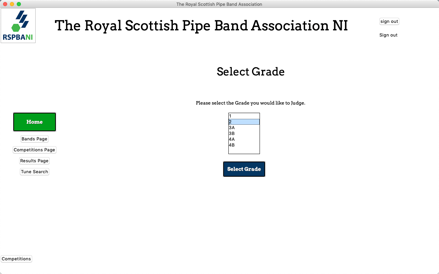 The Royal Scottish Pipe Band Association
RSPBANI
The Royal Scottish Pipe Band Association NI
sign out
Sign out
Select Grade
Please select the Grade you would like to Judge.
1
2
3A
3B
4A
4B
Select Grade
Home
Bands Page
Competitions Page
Results Page
Tune Search
Competitions